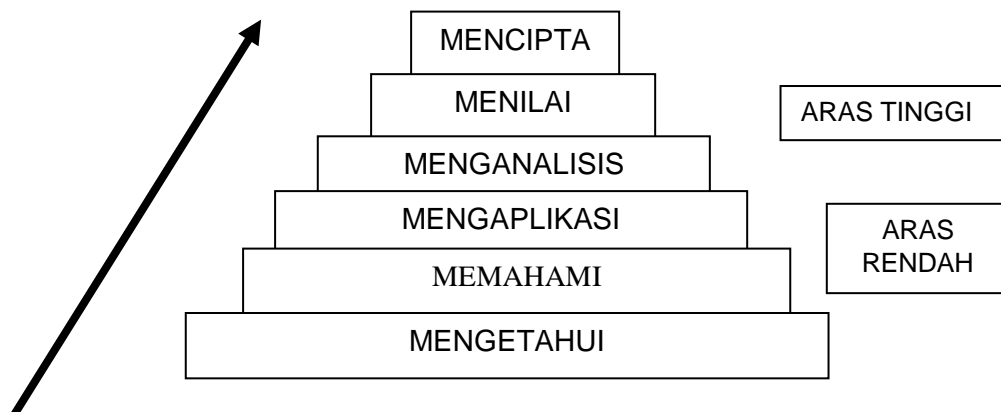 MENCIPTA
MENILAI
ARAS TINGGI
MENGANALISIS
MENGAPLIKASI
ARAS
RENDAH
MEMAHAMI
MENGETAHUI